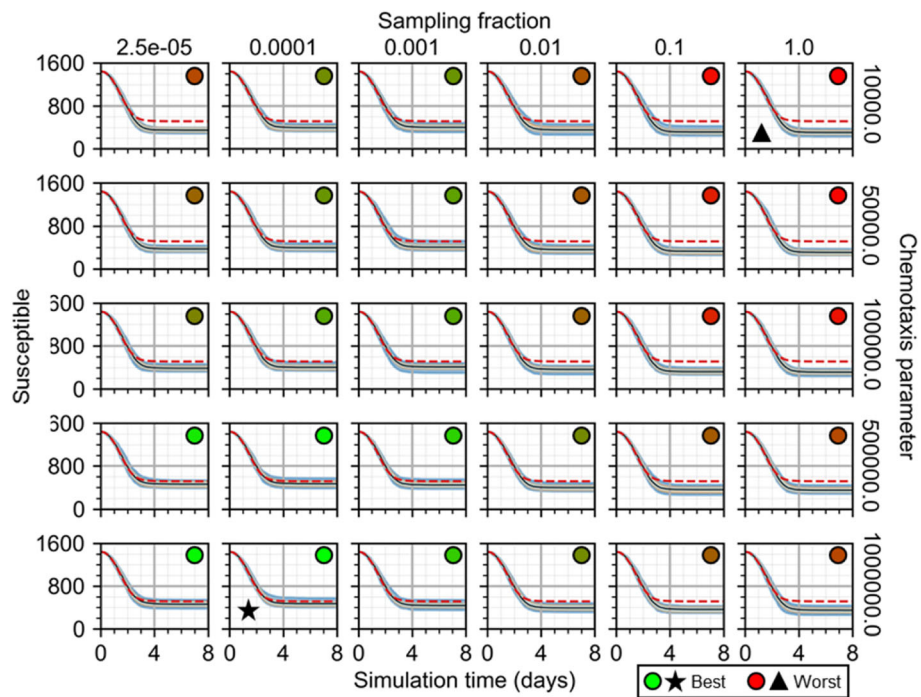 Sampling fraction
2.5e-05 0.0001 0.001 0.01 0.1 1.0
1600
800
0
10000.0
1600
800
0
50000.0
600
800
0
100000.0
600
800
0
500000.0
1600
800
0
1000000.0
Susceptible
Chemotaxis parameter
0 4 8 0 4 8 0 4 8 0 4 8 0 4 8 0 4 8
Simulation time (days)
Best Worst